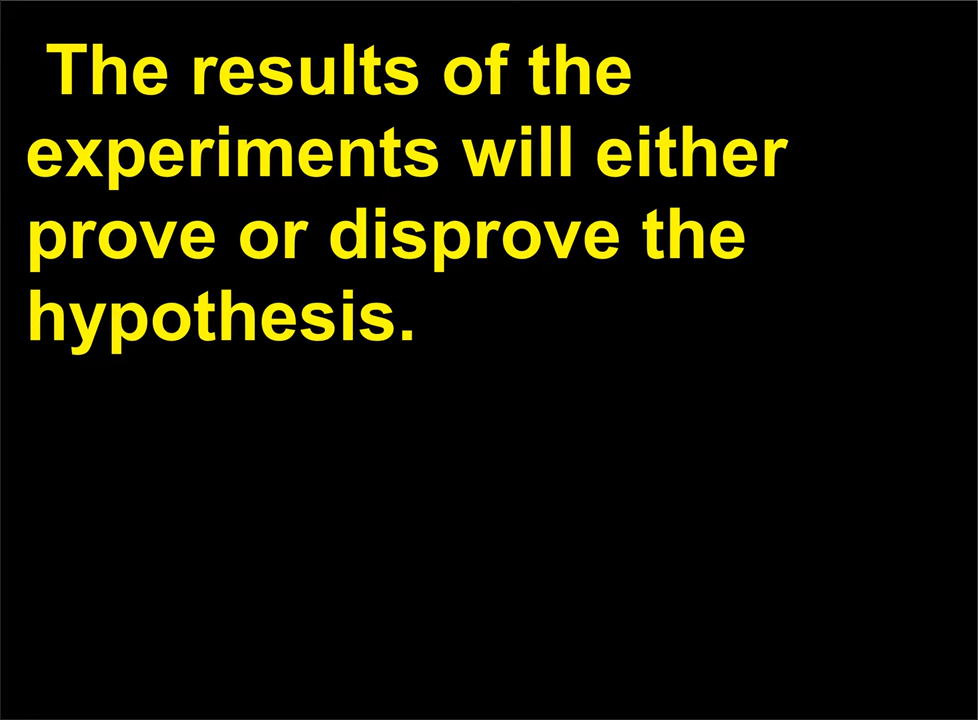 The results of the
experiments will either
prove or disprove the
hypothesis.